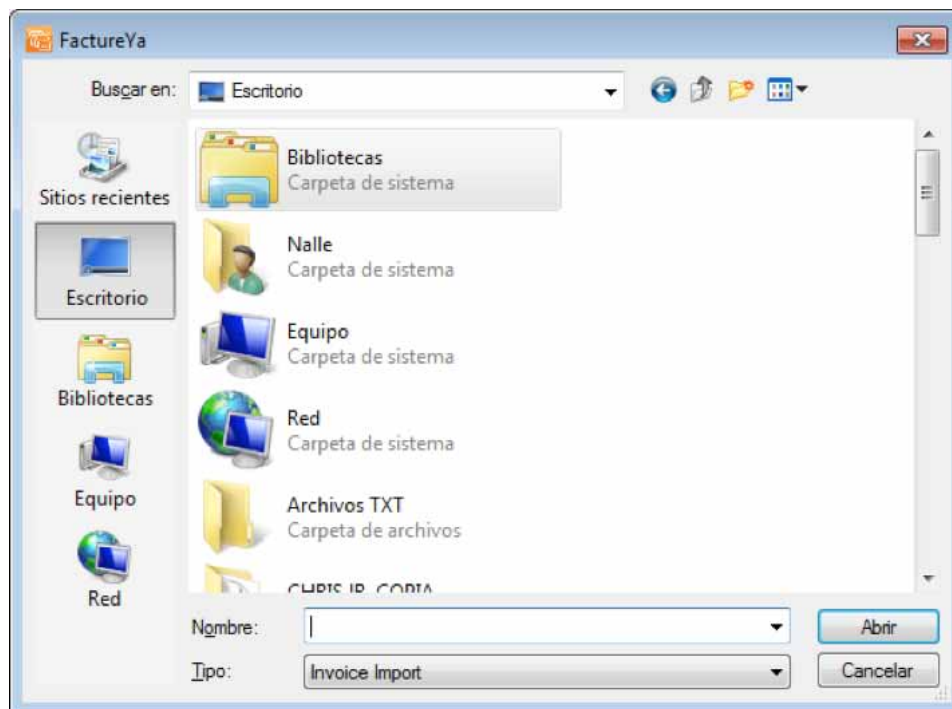 FactureYa
Buscar en:
Escritorio
Sitios recientes
Escritorio
Bibliotecas
Equipo
Red
Bibliotecas
Carpeta de sistema
Nalle
Carpeta de sistema
Equipo
Carpeta de sistema
Red
Carpeta de sistema
Archivos TXT
Carpeta de archivos
Nombre:
Abrir
Tipo:
Invoice Import
Cancelar